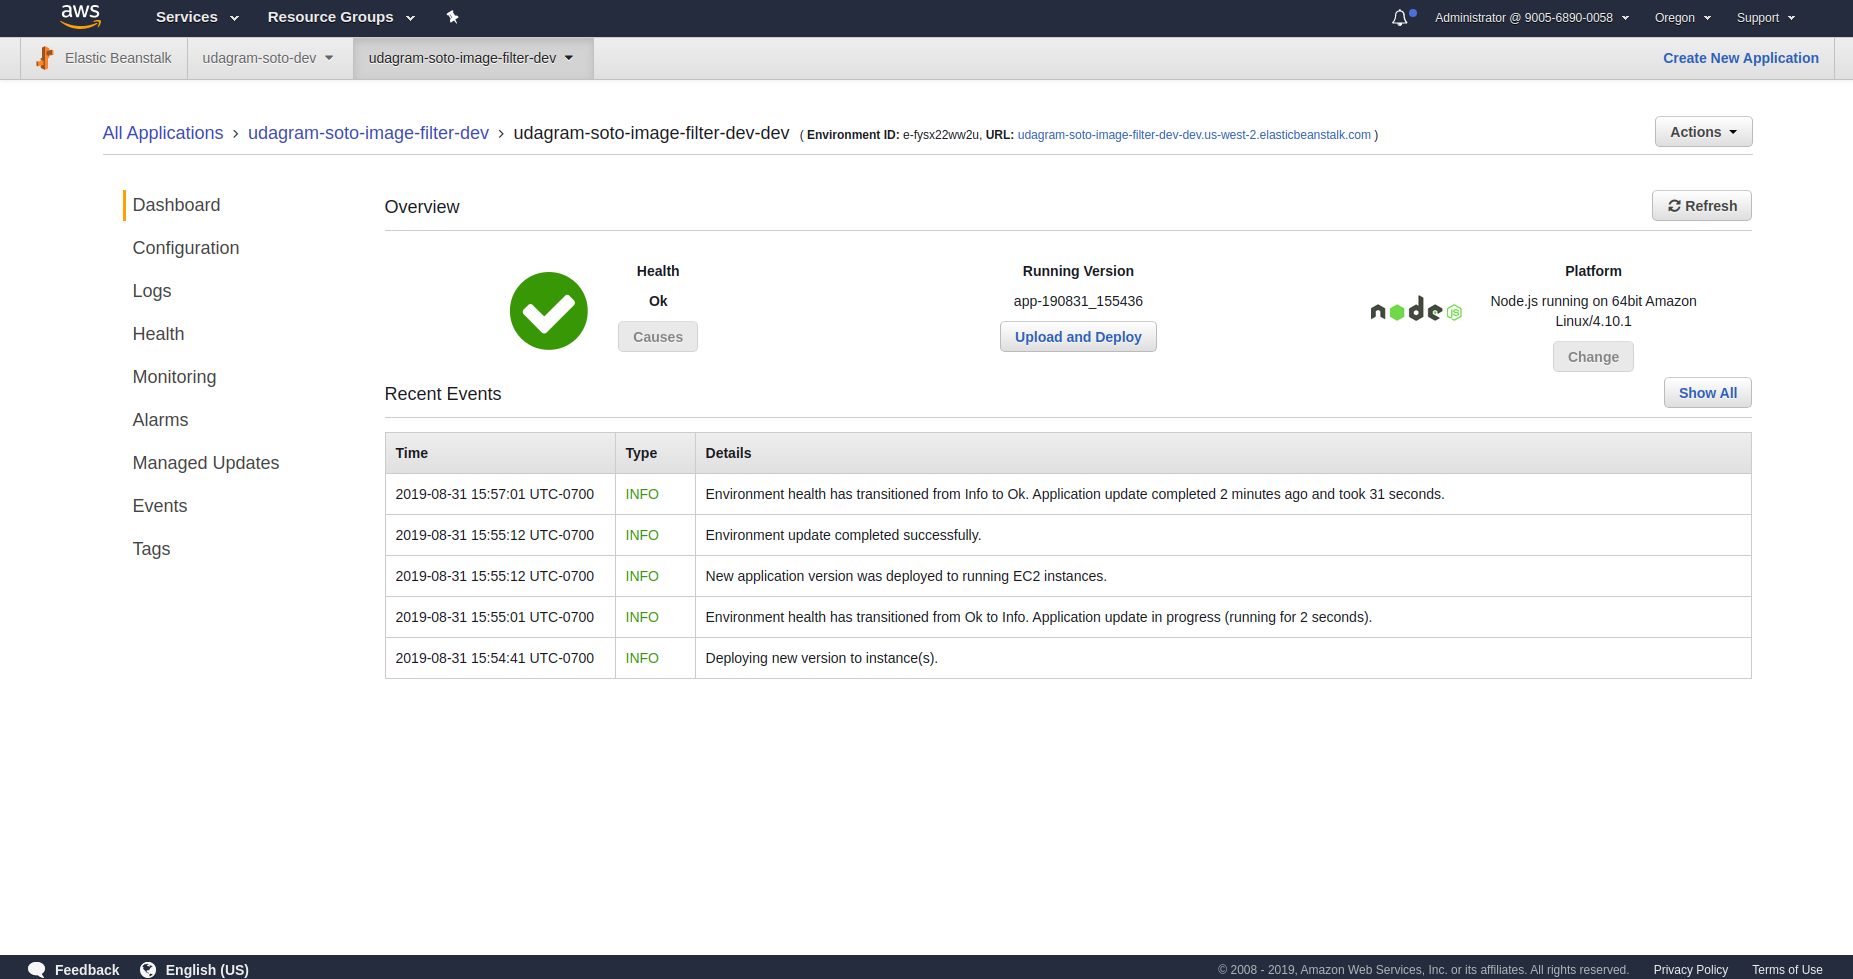 aws Services Resource Groups Administrator @ 9005-6890-0058 Oregon Support
Elastic Beanstalk udagram-soto-dev udagram-soto-image-filter-dev Create New Application
All Applications › udagram-soto-image-filter-dev › udagram-soto-image-filter-dev-dev ( Environment ID: e-fysx22ww2u, URL: udagram-soto-image-filter-dev-dev.us-west-2.elasticbeanstalk.com ) Actions
Dashboard
Configuration
Logs
Health
Monitoring
Alarms
Managed Updates
Events
Tags
Overview Refresh
Health
Ok
Causes
Running Version
app-190831_155436
Upload and Deploy
node JS
Platform
Node.js running on 64bit Amazon
Linux/4.10.1
Change
Recent Events Show All
Time Type Details
2019-08-31 15:57:01 UTC-0700 INFO Environment health has transitioned from Info to Ok. Application update completed 2 minutes ago and took 31 seconds.
2019-08-31 15:55:12 UTC-0700 INFO Environment update completed successfully.
2019-08-31 15:55:12 UTC-0700 INFO New application version was deployed to running EC2 instances.
2019-08-31 15:55:01 UTC-0700 INFO Environment health has transitioned from Ok to Info. Application update in progress (running for 2 seconds).
2019-08-31 15:54:41 UTC-0700 INFO Deploying new version to instance(s).
Feedback English (US) © 2008 - 2019, Amazon Web Services, Inc. or its affiliates. All rights reserved. Privacy Policy Terms of Use